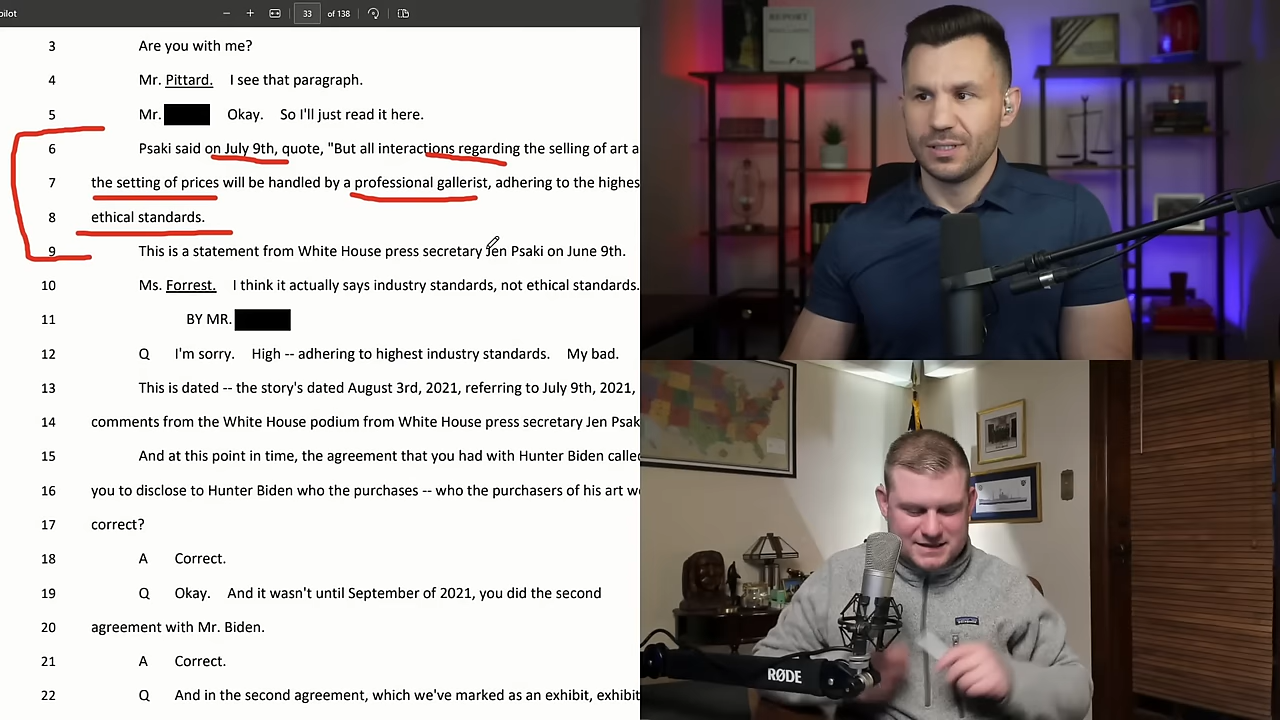 pilot
33 of 138
3 Are you with me?
4 Mr. Pittard. I see that paragraph.
5 Mr. Okay. So I'll just read it here.
6 Psaki said on July 9th, quote, "But all interactions regarding the selling of art a
7 the setting of prices will be handled by a professional gallerist, adhering to the highes
8 ethical standards.
9 This is a statement from White House press secretary Jen Psaki on June 9th.
10 Ms. Forrest. I think it actually says industry standards, not ethical standards.
11 BY MR.
12 Q I'm sorry. High -- adhering to highest industry standards. My bad.
13 This is dated -- the story's dated August 3rd, 2021, referring to July 9th, 2021,
14 comments from the White House podium from White House press secretary Jen Psak
15 And at this point in time, the agreement that you had with Hunter Biden called
16 you to disclose to Hunter Biden who the purchases -- who the purchasers of his art we
17 correct?
18 A Correct.
19 Q Okay. And it wasn't until September of 2021, you did the second
20 agreement with Mr. Biden.
21 A Correct.
22 Q And in the second agreement, which we've marked as an exhibit, exhibit
REPORT
patagonia
RØDE